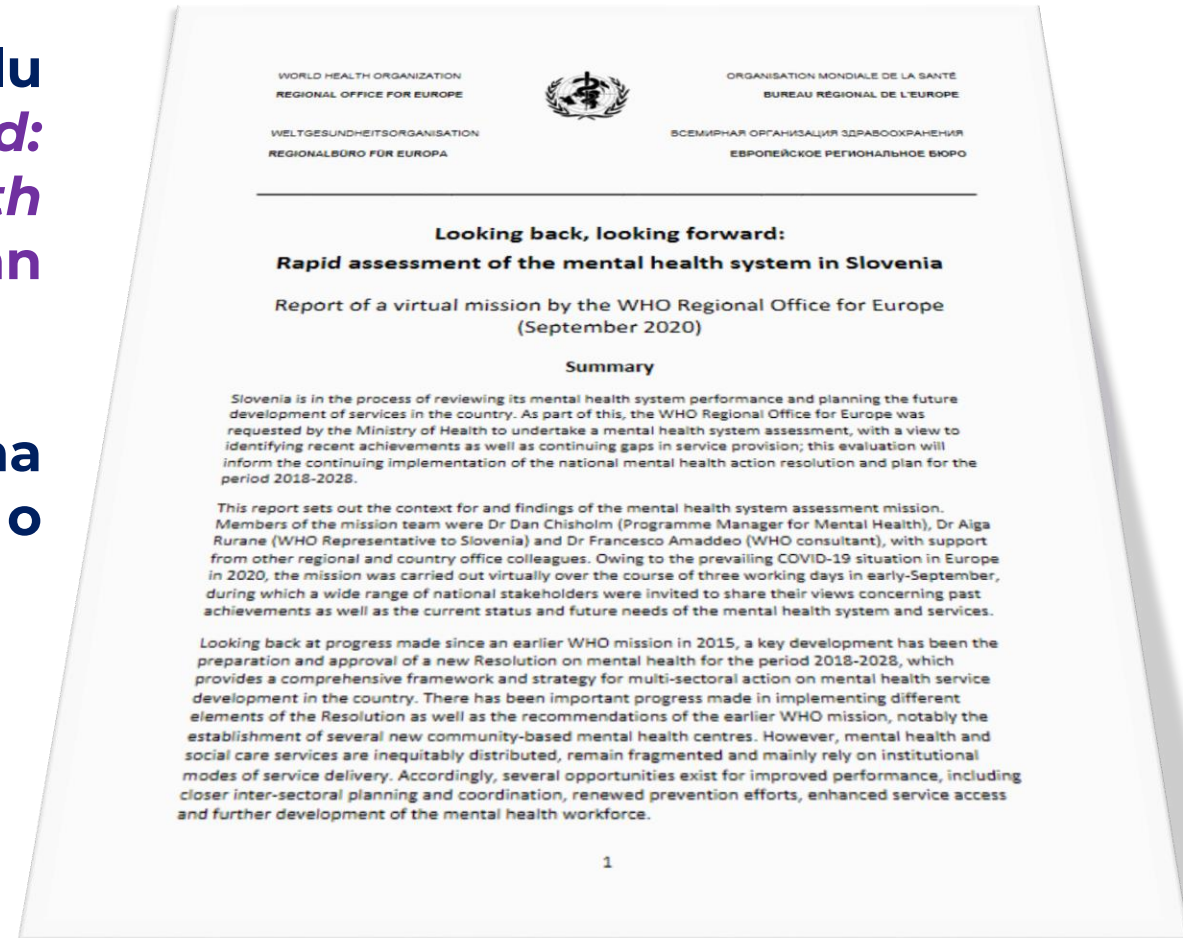 du
d:
th
an
na
o
WORLD HEALTH ORGANIZATION
REGIONAL OFFICE FOR EUROPE
ORGANISATION MONDIALE DE LA SANTÉ
BUREAU RÉGIONAL DE L'EUROPE
WELTGESUNDHEITSORGANISATION
REGIONALBÜRO FÜR EUROPA
ВСЕМИРНАЯ ОРГАНИЗАЦИЯ ЗДРАВООХРАНЕНИЯ
ЕВРОПЕЙСКОЕ РЕГИОНАЛЬНОЕ БЮРО
Looking back, looking forward:
Rapid assessment of the mental health system in Slovenia
Report of a virtual mission by the WHO Regional Office for Europe
(September 2020)
Summary
Slovenia is in the process of reviewing its mental health system performance and planning the future
development of services in the country. As part of this, the WHO Regional Office for Europe was
requested by the Ministry of Health to undertake a mental health system assessment, with a view to
identifying recent achievements as well as continuing gaps in service provision; this evaluation will
inform the continuing implementation of the national mental health action resolution and plan for the
period 2018-2028.
This report sets out the context for and findings of the mental health system assessment mission.
Members of the mission team were Dr Dan Chisholm (Programme Manager for Mental Health), Dr Aiga
Rurane (WHO Representative to Slovenia) and Dr Francesco Amaddeo (WHO consultant), with support
from other regional and country office colleagues. Owing to the prevailing COVID-19 situation in Europe
in 2020, the mission was carried out virtually over the course of three working days in early-September,
during which a wide range of national stakeholders were invited to share their views concerning past
achievements as well as the current status and future needs of the mental health system and services.
Looking back at progress made since an earlier WHO mission in 2015, a key development has been the
preparation and approval of a new Resolution on mental health for the period 2018-2028, which
provides a comprehensive framework and strategy for multi-sectoral action on mental health service
development in the country. There has been important progress made in implementing different
elements of the Resolution as well as the recommendations of the earlier WHO mission, notably the
establishment of several new community-based mental health centres. However, mental health and
social care services are inequitably distributed, remain fragmented and mainly rely on institutional
modes of service delivery. Accordingly, several opportunities exist for improved performance, including
closer inter-sectoral planning and coordination, renewed prevention efforts, enhanced service access
and further development of the mental health workforce.
1